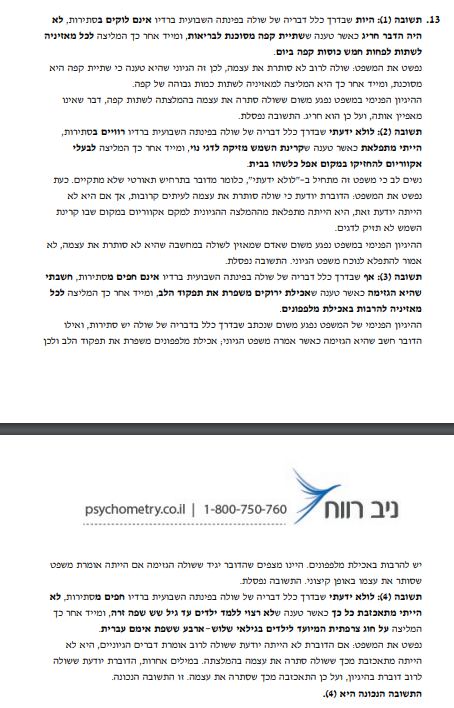 13. תשובה (1): היות שבדרך כלל דבריה של שולה בפינתה השבועית ברדיו אינם לוקים בסתירות, לא
היה הדבר חריג כאשר טענה ששתיית קפה מסוכנת לבריאות, ומייד אחר כך המליצה לכל מאזיניה
לשתות לפחות חמש כוסות קפה ביום.
נפשט את המשפט: שולה לרוב לא סותרת את עצמה, לכן זה הגיוני שהיא טענה כי שתיית קפה היא
מסוכנת, ומייד אחר כך היא המליצה למאזיניה לשתות כמות גבוהה של קפה.
ההיגיון הפנימי במשפט נפגע משום ששולה סתרה את עצמה בהמלצתה לשתות קפה, דבר שאינו
מאפיין אותה, ועל כן הוא חריג. התשובה נפסלת.
תשובה (2): לולא ידעתי שבדרך כלל דבריה של שולה בפינתה השבועית ברדיו רוויים בסתירות,
הייתי מתפלאת כאשר טענה שקרינת השמש מזיקה לדגי נוי, ומייד אחר כך המליצה לבעלי
אקווריום להחזיקו במקום אפל כלשהו בבית.
נשים לב כי משפט זה מתחיל ב-"לולא ידעתי", כלומר מדובר בתרחיש תאורטי שלא מתקיים. כעת
נפשט את המשפט: הדוברת יודעת כי שולה סותרת את עצמה לעיתים קרובות, אך אם היא לא
הייתה יודעת זאת, היא הייתה מתפלאת מההמלצה ההגיונית למקם אקווריום במקום שבו קרינת
השמש לא תזיק לדגים.
ההיגיון הפנימי במשפט נפגע משום שאדם שמאזין לשולה במחשבה שהיא לא סותרת את עצמה, לא
אמור להתפלא לנוכח משפט הגיוני. התשובה נפסלת.
תשובה (3): אף שבדרך כלל דבריה של שולה בפינתה השבועית ברדיו אינם חפים מסתירות, חשבתי
שהיא הגזימה כאשר טענה שאכילת ירוקים משפרת את תפקוד הלב, ומייד אחר כך המליצה לכל
מאזיניה להרבות באכילת מלפפונים.
ההיגיון הפנימי של המשפט נפגע משום שנכתב שבדרך כלל בדבריה של שולה יש סתירות, ואילו
הדובר חשב שהיא הגזימה כאשר אמרה משפט הגיוני; אכילת מלפפונים משפרת את תפקוד הלב ולכן
ניב רווח
psychometry.co.il | 1-800-750-760
יש להרבות באכילת מלפפונים. היינו מצפים שהדובר יגיד ששולה הגזימה אם הייתה אומרת משפט
שסותר את עצמו באופן קיצוני. התשובה נפסלת.
תשובה (4): לולא ידעתי שבדרך כלל דבריה של שולה בפינתה השבועית ברדיו חפים מסתירות, לא
הייתי מתאכזבת כל כך כאשר טענה שלא רצוי ללמד ילדים עד גיל שש שפה זרה, ומייד אחר כך
המליצה על חוג צרפתית המיועד לילדים בגילאי שלוש-ארבע ששפת אימם עברית.
נפשט את המשפט: אם הדוברת לא הייתה יודעת ששולה לרוב אומרת דברים הגיוניים, היא לא
הייתה מתאכזבת מכך ששולה סתרה את עצמה בהמלצתה. במילים אחרות, הדוברת יודעת ששולה
לרוב דוברת בהיגיון, ועל כן התאכזבה מכך שסתרה את עצמה. זו התשובה הנכונה.
התשובה הנכונה היא (4).